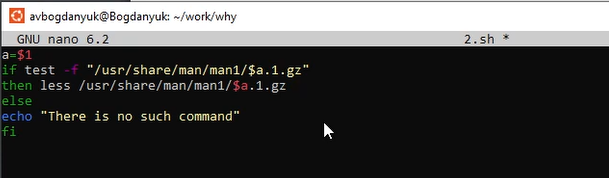 avbogdanyuk@Bogdanyuk: ~/work/why
GNU nano 6.2 2.sh *
a=$1
if test -f "/usr/share/man/man1/$a.1.gz"
then less /usr/share/man/man1/$a.1.gz
else
echo "There is no such command"
fi